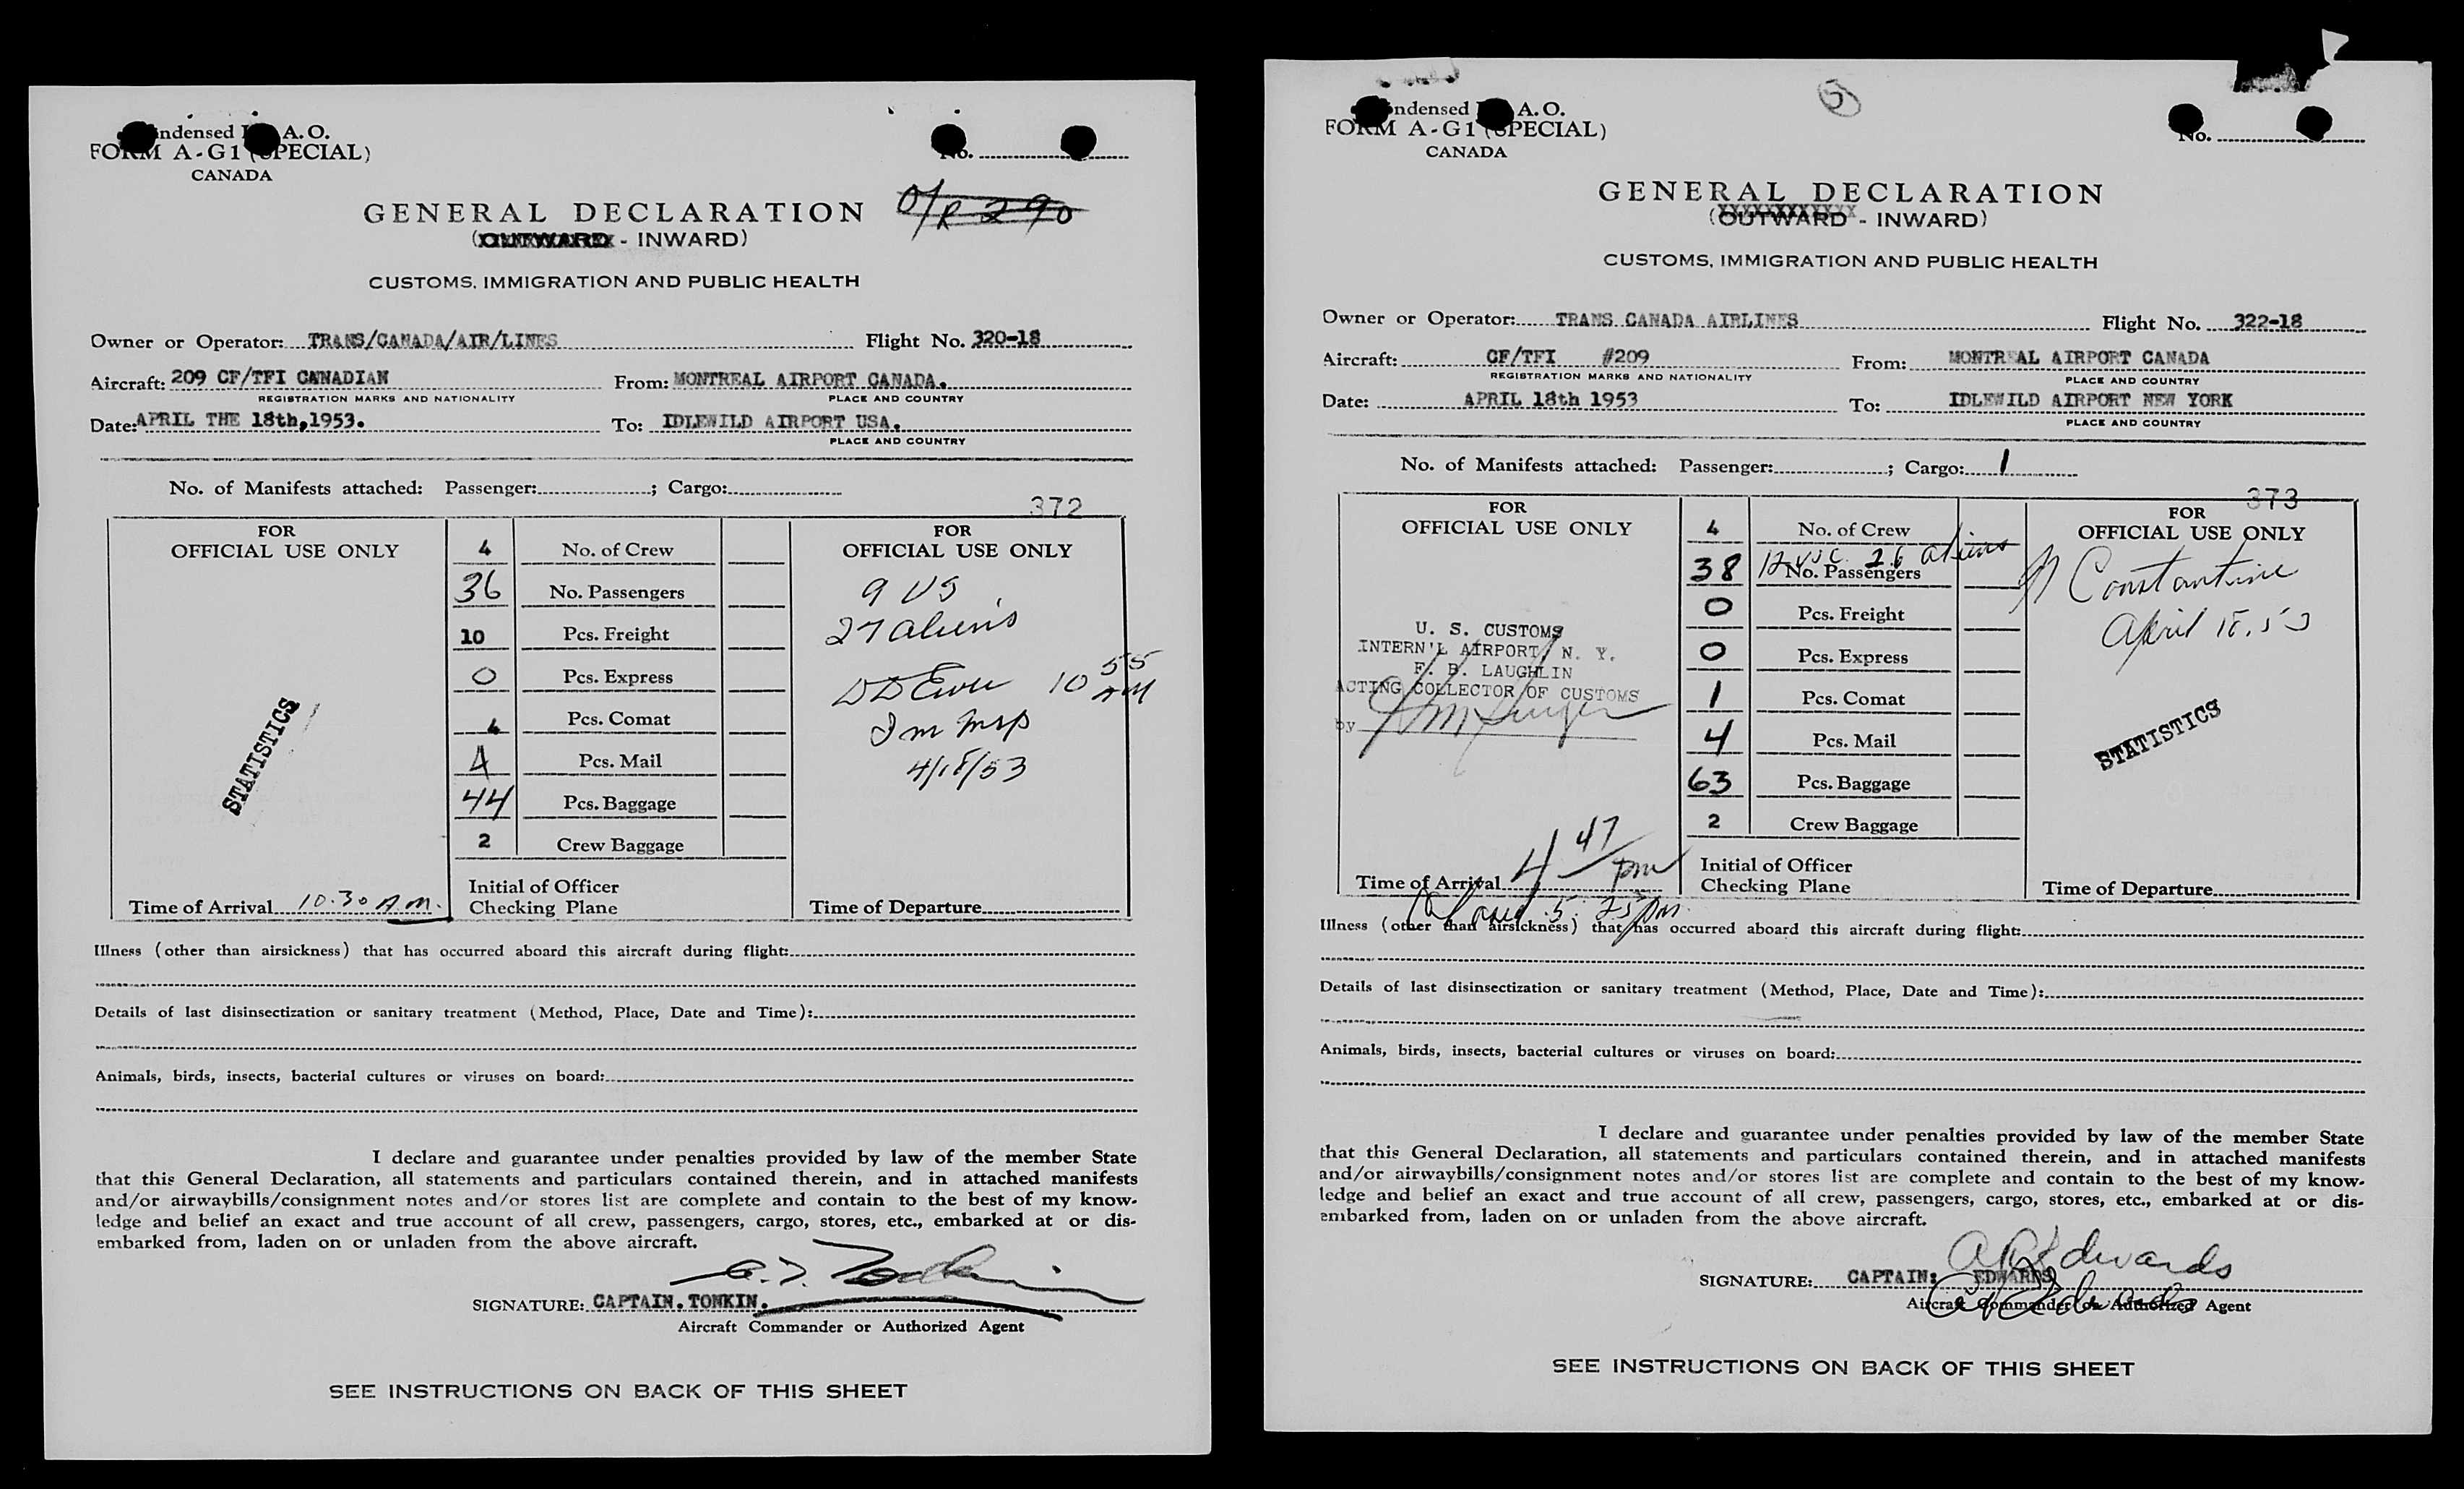 ndensed A. O.
FORM A-G1 (SPECIAL)
CANADA
No.
O/R 290
GENERAL DECLARATION
(OUTWARD - INWARD)
CUSTOMS, IMMIGRATION AND PUBLIC HEALTH
Owner or Operator: TRANS/CANADA/AIR/LINES Flight No. 320-18
Aircraft: 209 CF/TFI CANADIAN From: MONTREAL AIRPORT CANADA.
REGISTRATION MARKS AND NATIONALITY PLACE AND COUNTRY
Date: APRIL THE 18th,1953. To: IDLEWILD AIRPORT USA.
PLACE AND COUNTRY
No. of Manifests attached: Passenger: ; Cargo:
372
FOR
OFFICIAL USE ONLY
STATISTICS
Time of Arrival 10.30 A.M.
4 No. of Crew
36 No. Passengers
10 Pcs. Freight
0 Pcs. Express
4 Pcs. Comat
4 Pcs. Mail
44 Pcs. Baggage
2 Crew Baggage
Initial of Officer
Checking Plane
FOR
OFFICIAL USE ONLY
9 US
27 aliens
10 55 AM
4/18/53
Time of Departure
Illness (other than airsickness) that has occurred aboard this aircraft during flight:
Details of last disinsectization or sanitary treatment (Method, Place, Date and Time):
Animals, birds, insects, bacterial cultures or viruses on board:
I declare and guarantee under penalties provided by law of the member State
that this General Declaration, all statements and particulars contained therein, and in attached manifests
and/or airwaybills/consignment notes and/or stores list are complete and contain to the best of my know-
ledge and belief an exact and true account of all crew, passengers, cargo, stores, etc., embarked at or dis-
embarked from, laden on or unladen from the above aircraft.
SIGNATURE: CAPTAIN. TONKIN.
Aircraft Commander or Authorized Agent
SEE INSTRUCTIONS ON BACK OF THIS SHEET
ndensed A. O.
FORM A-G1 (SPECIAL)
CANADA
No.
GENERAL DECLARATION
(OUTWARD - INWARD)
CUSTOMS, IMMIGRATION AND PUBLIC HEALTH
Owner or Operator: TRANS CANADA AIRLINES Flight No. 322-18
Aircraft: CF/TFI #209 From: MONTREAL AIRPORT CANADA
REGISTRATION MARKS AND NATIONALITY PLACE AND COUNTRY
Date: APRIL 18th 1953 To: IDLEWILD AIRPORT NEW YORK
PLACE AND COUNTRY
No. of Manifests attached: Passenger: ; Cargo: 1
373
FOR
OFFICIAL USE ONLY
U. S. CUSTOMS
INTERN'L AIRPORT, N. Y.
F. B. LAUGHLIN
ACTING COLLECTOR OF CUSTOMS
by
Time of Arrival 4 47 pm
5: 25 pm.
4 No. of Crew
38 No. Passengers 12 USC 26 aliens
0 Pcs. Freight
0 Pcs. Express
1 Pcs. Comat
4 Pcs. Mail
63 Pcs. Baggage
2 Crew Baggage
Initial of Officer
Checking Plane
FOR
OFFICIAL USE ONLY
Constantine
April 18, 53
STATISTICS
Time of Departure
Illness (other than airsickness) that has occurred aboard this aircraft during flight:
Details of last disinsectization or sanitary treatment (Method, Place, Date and Time):
Animals, birds, insects, bacterial cultures or viruses on board:
I declare and guarantee under penalties provided by law of the member State
that this General Declaration, all statements and particulars contained therein, and in attached manifests
and/or airwaybills/consignment notes and/or stores list are complete and contain to the best of my know-
ledge and belief an exact and true account of all crew, passengers, cargo, stores, etc., embarked at or dis-
embarked from, laden on or unladen from the above aircraft.
Edwards
SIGNATURE: CAPTAIN: EDWARDS
Edwards
Aircraft Commander or Authorized Agent
SEE INSTRUCTIONS ON BACK OF THIS SHEET